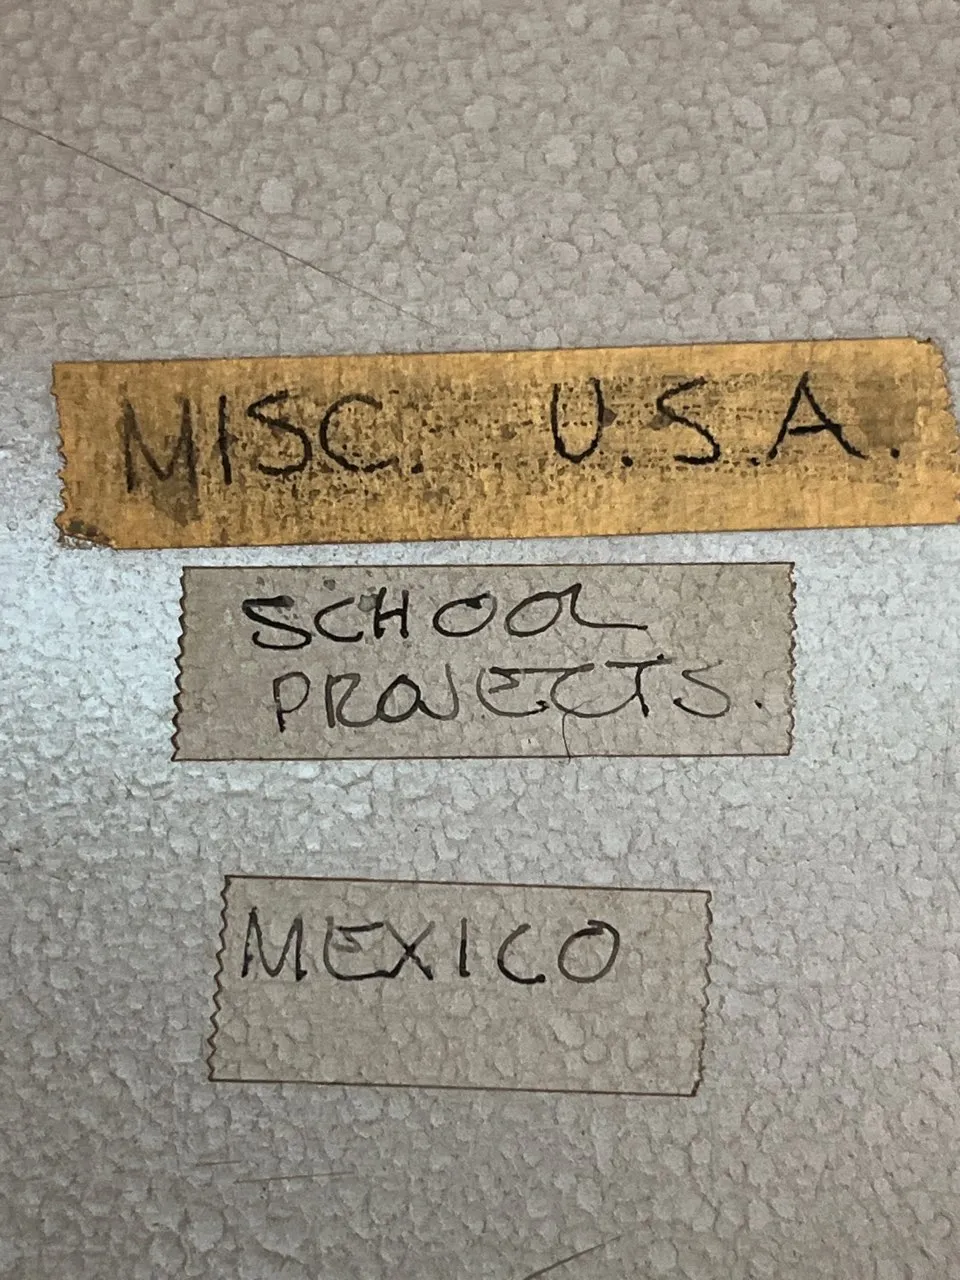 MISC. U.S.A.
SCHOOL
PROJECTS.
MEXICO